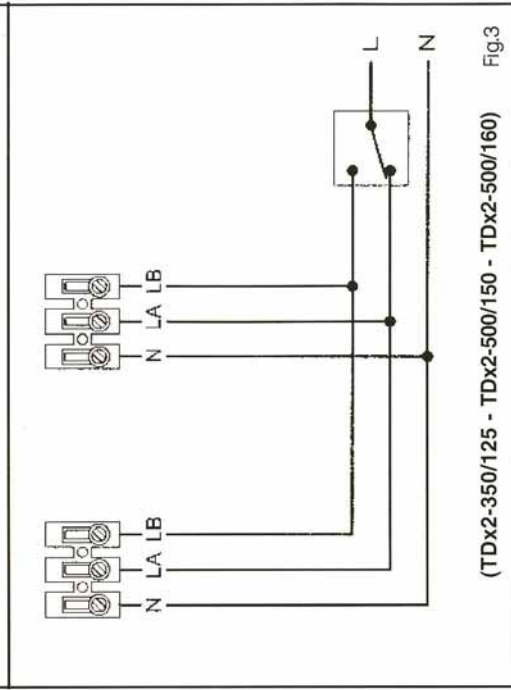 L
N
LB
LA
N
LB
LA
N
Fig.3
(TDx2-350/125 - TDx2-500/150 - TDx2-500/160)